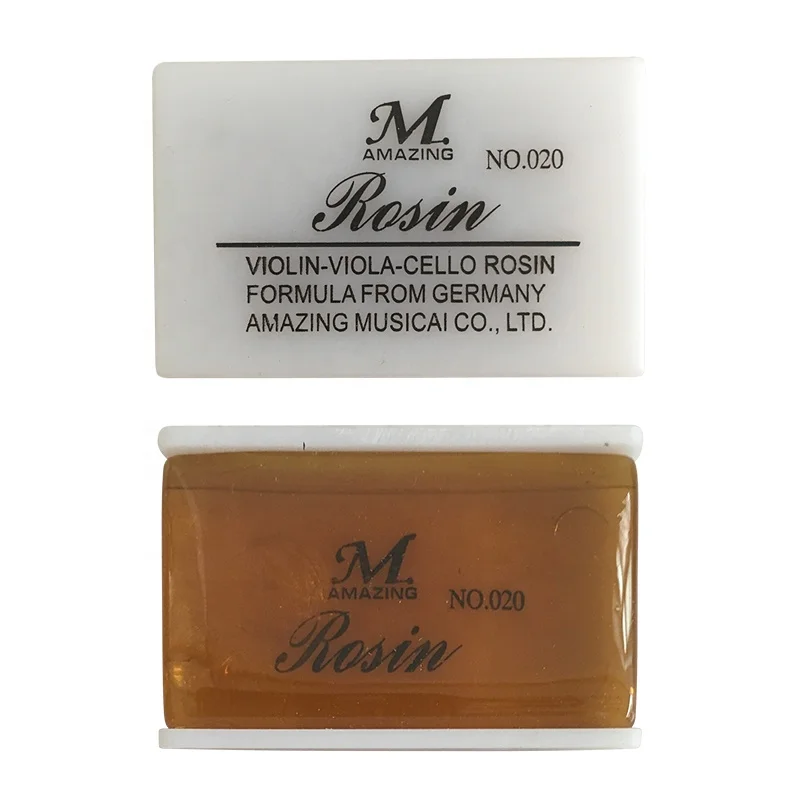 M.
AMAZING
NO.020
Rosin
VIOLIN-VIOLA-CELLO ROSIN
FORMULA FROM GERMANY
AMAZING MUSICAI CO., LTD.
M.
AMAZING
NO.020
Rosin